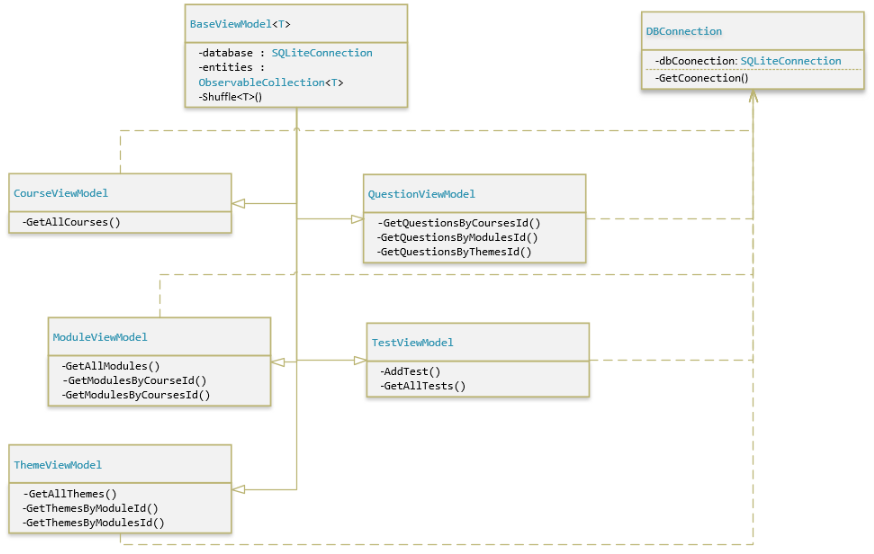 BaseViewModel<T>
-database : SQLiteConnection
-entities :
ObservableCollection<T>
-Shuffle<T>()
DBConnection
-dbCoonection: SQLiteConnection
-GetCoonection()
CourseViewModel
-GetAllCourses()
QuestionViewModel
-GetQuestionsByCoursesId()
-GetQuestionsByModulesId()
-GetQuestionsByThemesId()
ModuleViewModel
-GetAllModules()
-GetModulesByCourseId()
-GetModulesByCoursesId()
TestViewModel
-AddTest()
-GetAllTests()
ThemeViewModel
-GetAllThemes()
-GetThemesByModuleId()
-GetThemesByModulesId()